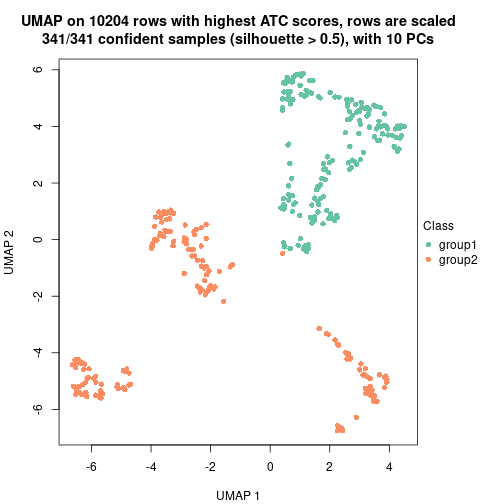 UMAP on 10204 rows with highest ATC scores, rows are scaled
341/341 confident samples (silhouette > 0.5), with 10 PCs
6
4
2
0
-2
-4
-6
UMAP 2
-6
-4
-2
0
2
4
UMAP 1
Class
group1
group2